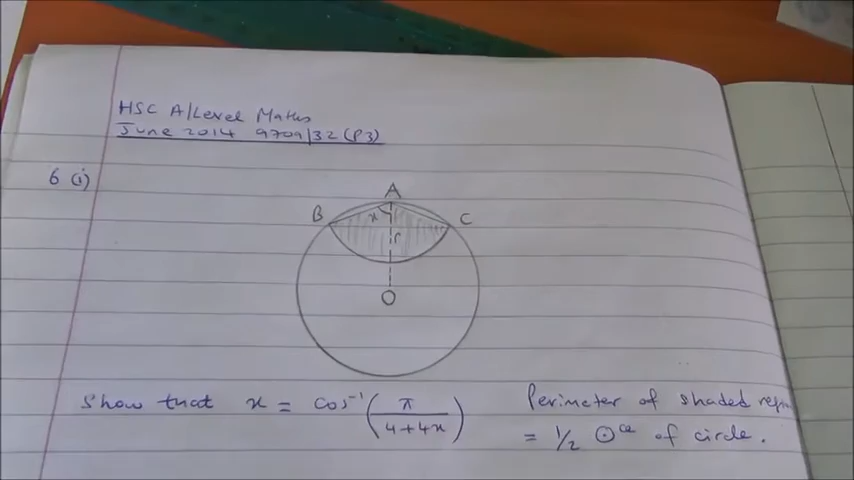 HSC A/Level Maths
June 2014 9709/32 (P3)
6 (i)
A
B
x
C
r
O
Show that x = cos⁻¹(π/(4+4x))
Perimeter of shaded
= 1/2 ⊙ce of circle.